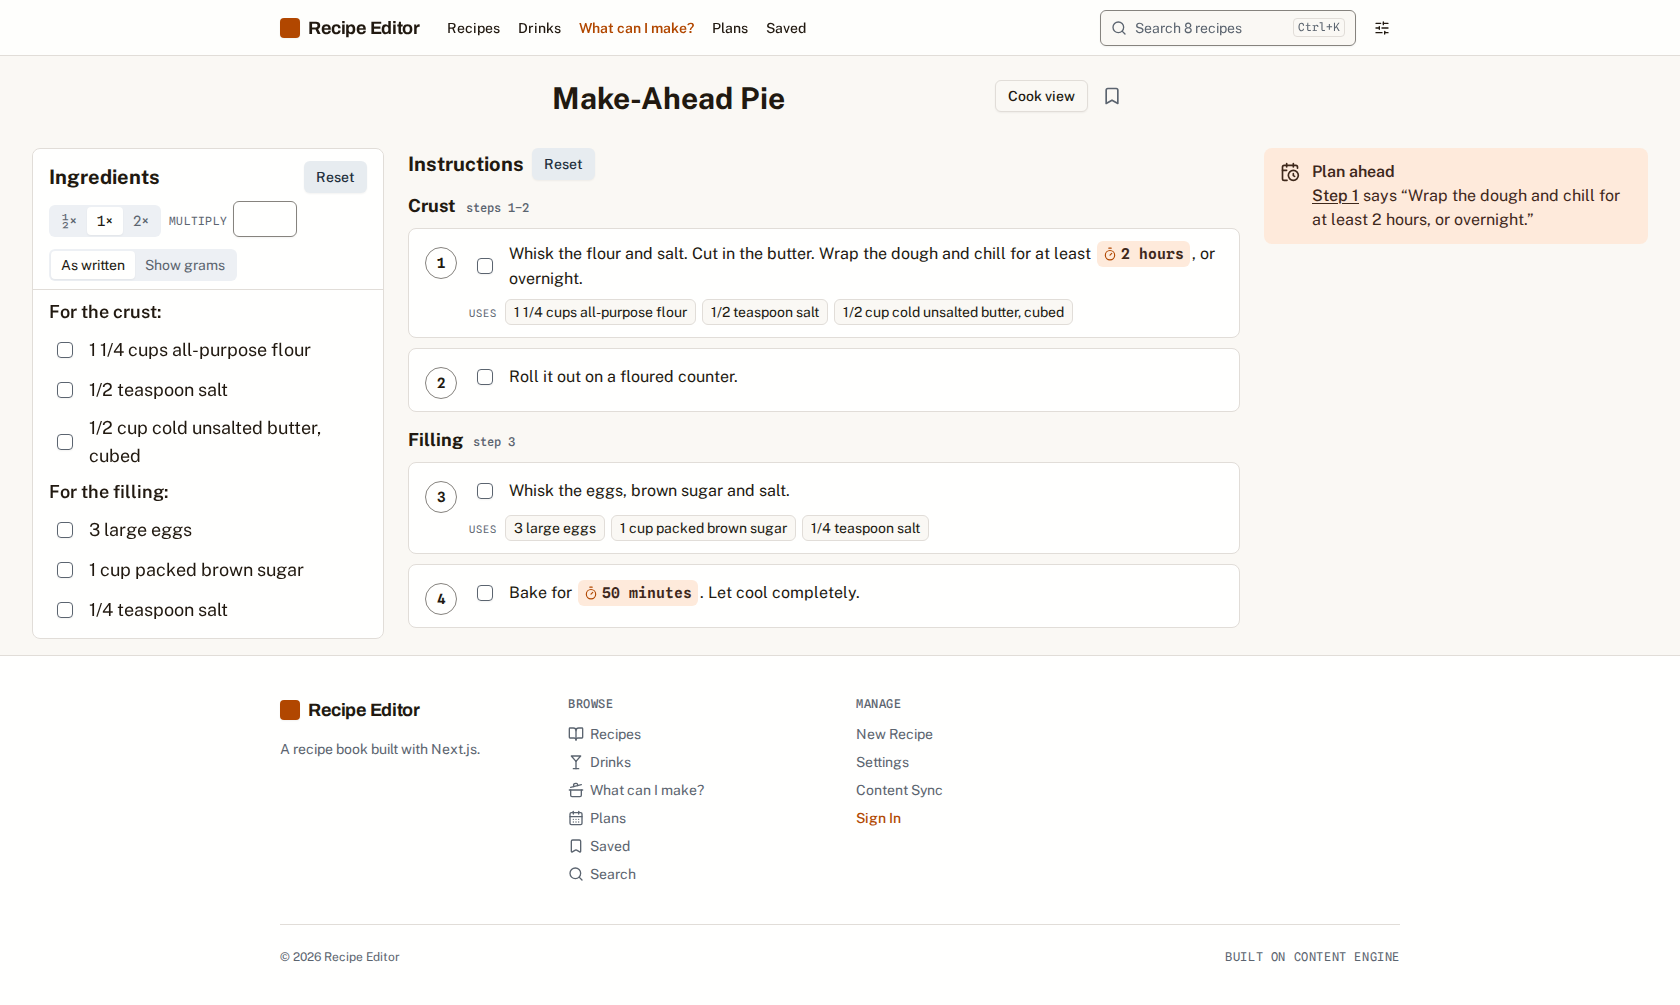 Recipe Editor
Recipes
Drinks
What can I make?
Plans
Saved
Search 8 recipes
Ctrl+K
Make-Ahead Pie
Cook view
Ingredients
Reset
½×
1×
2×
MULTIPLY
As written
Show grams
For the crust:
1 1/4 cups all-purpose flour
1/2 teaspoon salt
1/2 cup cold unsalted butter,
cubed
For the filling:
3 large eggs
1 cup packed brown sugar
1/4 teaspoon salt
Instructions
Reset
Crust steps 1–2
1
Whisk the flour and salt. Cut in the butter. Wrap the dough and chill for at least 2 hours, or
overnight.
USES 1 1/4 cups all-purpose flour 1/2 teaspoon salt 1/2 cup cold unsalted butter, cubed
2
Roll it out on a floured counter.
Filling step 3
3
Whisk the eggs, brown sugar and salt.
USES 3 large eggs 1 cup packed brown sugar 1/4 teaspoon salt
4
Bake for 50 minutes. Let cool completely.
Plan ahead
Step 1 says “Wrap the dough and chill for
at least 2 hours, or overnight.”
Recipe Editor
A recipe book built with Next.js.
BROWSE
Recipes
Drinks
What can I make?
Plans
Saved
Search
MANAGE
New Recipe
Settings
Content Sync
Sign In
© 2026 Recipe Editor
BUILT ON CONTENT ENGINE